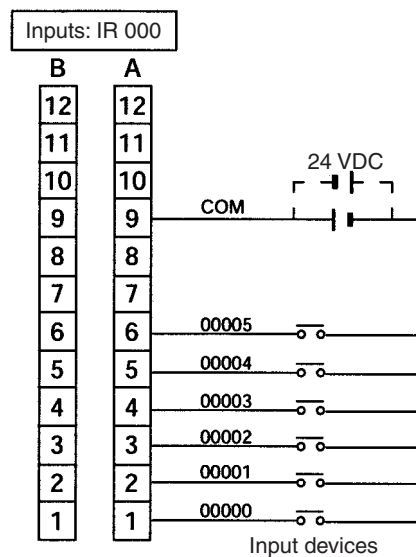 Inputs: IR 000
B A
12 12
11 11
10 10
24 VDC
9 9 COM
8 8
7 7
6 6 00005
5 5 00004
4 4 00003
3 3 00002
2 2 00001
1 1 00000
Input devices